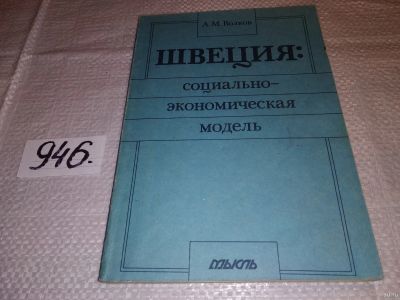 А. М. Волков
ШВЕЦИЯ:
социально-
экономическая
модель
946.
мысль